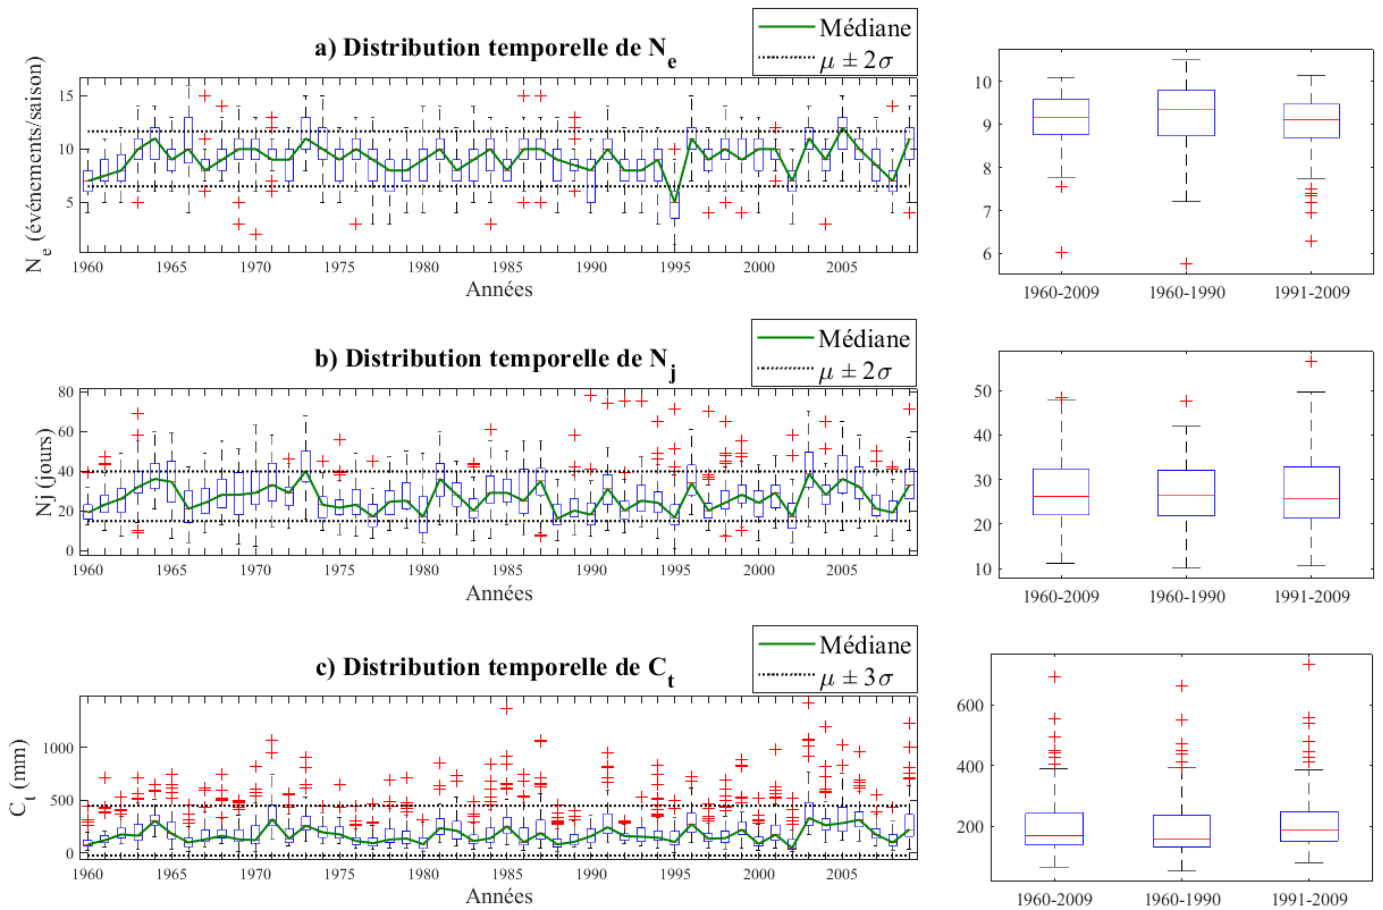 a) Distribution temporelle de N_e
Médiane
μ ± 2σ
N_e (événements/saison)
15
10
5
1960 1965 1970 1975 1980 1985 1990 1995 2000 2005
Années
10
9
8
7
6
1960-2009 1960-1990 1991-2009
b) Distribution temporelle de N_j
Médiane
μ ± 2σ
Nj (jours)
80
60
40
20
0
1960 1965 1970 1975 1980 1985 1990 1995 2000 2005
Années
50
40
30
20
10
1960-2009 1960-1990 1991-2009
c) Distribution temporelle de C_t
Médiane
μ ± 3σ
C_t (mm)
1000
500
0
1960 1965 1970 1975 1980 1985 1990 1995 2000 2005
Années
600
400
200
1960-2009 1960-1990 1991-2009